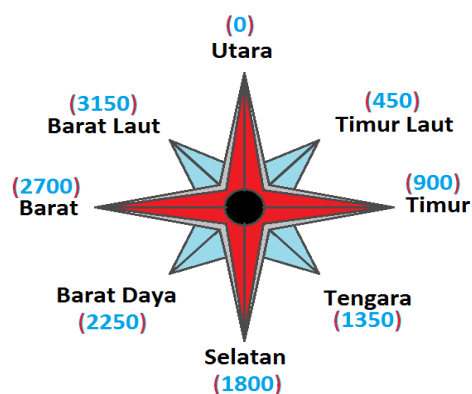 (0)
Utara
(3150)
Barat Laut
(450)
Timur Laut
(2700)
Barat
(900)
Timur
Barat Daya
(2250)
Tengara
(1350)
Selatan
(1800)